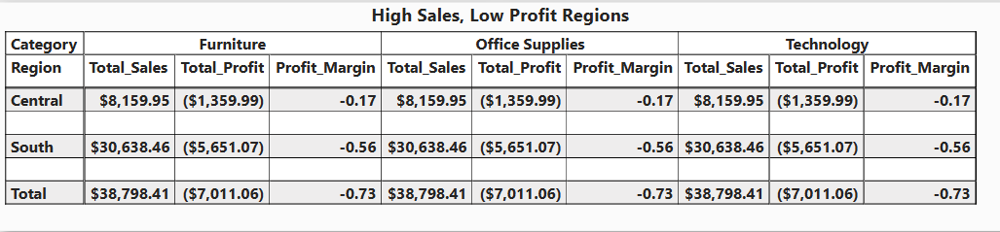 High Sales, Low Profit Regions
Category Furniture Office Supplies Technology
Region Total_Sales Total_Profit Profit_Margin Total_Sales Total_Profit Profit_Margin Total_Sales Total_Profit Profit_Margin
Central $8,159.95 ($1,359.99) -0.17 $8,159.95 ($1,359.99) -0.17 $8,159.95 ($1,359.99) -0.17
South $30,638.46 ($5,651.07) -0.56 $30,638.46 ($5,651.07) -0.56 $30,638.46 ($5,651.07) -0.56
Total $38,798.41 ($7,011.06) -0.73 $38,798.41 ($7,011.06) -0.73 $38,798.41 ($7,011.06) -0.73